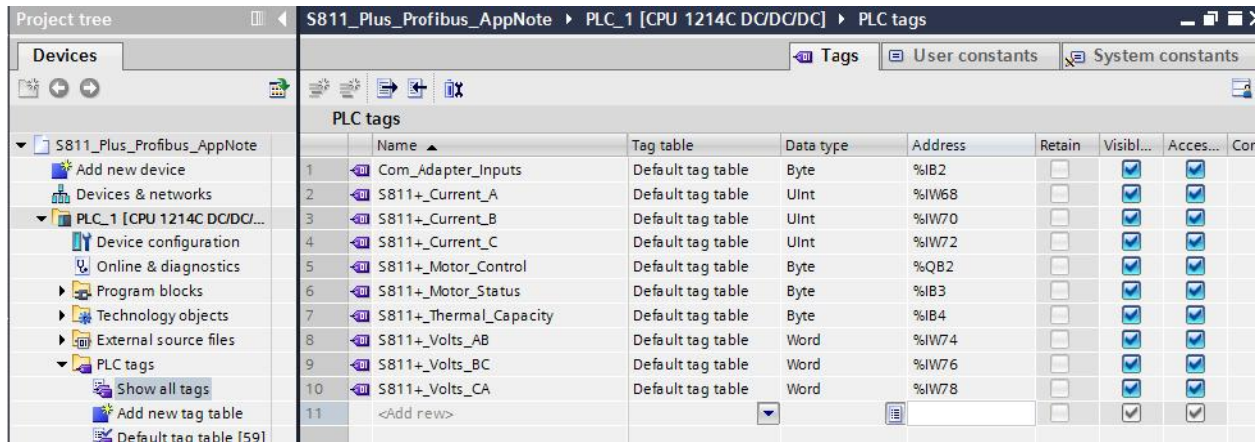 Project tree
Devices
S811_Plus_Profibus_AppNote
Add new device
Devices & networks
PLC_1 [CPU 1214C DC/DC/...
Device configuration
Online & diagnostics
Program blocks
Technology objects
External source files
PLC tags
Show all tags
Add new tag table
Default tag table [59]
S811_Plus_Profibus_AppNote PLC_1 [CPU 1214C DC/DC/DC] PLC tags
Tags User constants System constants
PLC tags
Name Tag table Data type Address Retain Visibl... Acces... Con
1 Com_Adapter_Inputs Default tag table Byte %IB2
2 S811+_Current_A Default tag table UInt %IW68
3 S811+_Current_B Default tag table UInt %IW70
4 S811+_Current_C Default tag table UInt %IW72
5 S811+_Motor_Control Default tag table Byte %QB2
6 S811+_Motor_Status Default tag table Byte %IB3
7 S811+_Thermal_Capacity Default tag table Byte %IB4
8 S811+_Volts_AB Default tag table Word %IW74
9 S811+_Volts_BC Default tag table Word %IW76
10 S811+_Volts_CA Default tag table Word %IW78
11 <Add new>